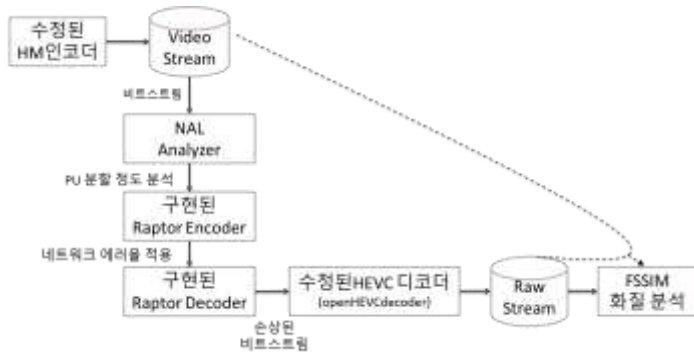 수정된
HM인코더
Video
Stream
비트스트림
NAL
Analyzer
PU 분할 정도 분석
구현된
Raptor Encoder
네트워크 에러율 적용
구현된
Raptor Decoder
손상된
비트스트림
수정된HEVC 디코더
(openHEVCdecoder)
Raw
Stream
FSSIM
화질 분석